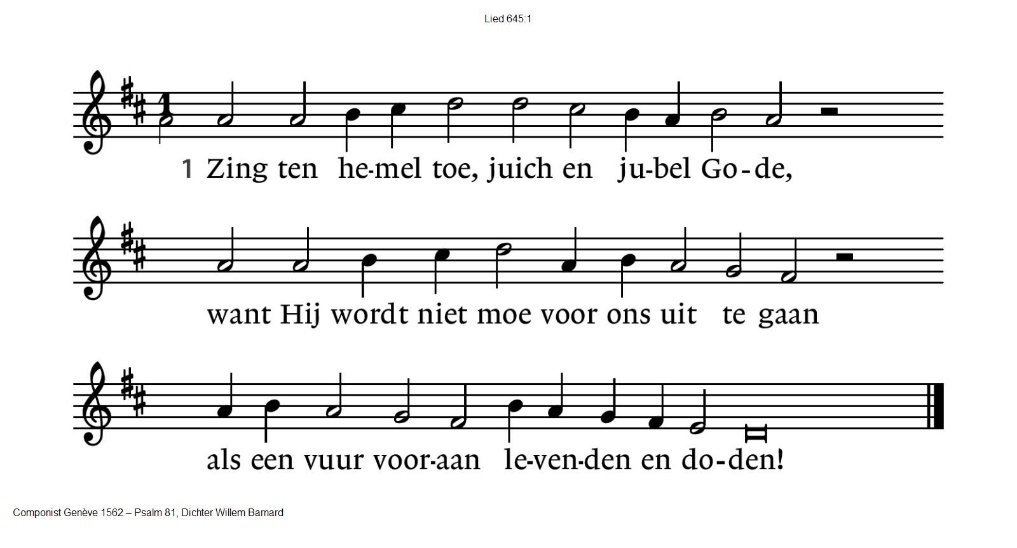 Lied 645:1
1
1 Zing ten he-mel toe, juich en ju-bel Go-de,
want Hij wordt niet moe voor ons uit te gaan
als een vuur voor-aan le-ven-den en do-den!
Componist Genève 1562 – Psalm 81, Dichter Willem Barnard